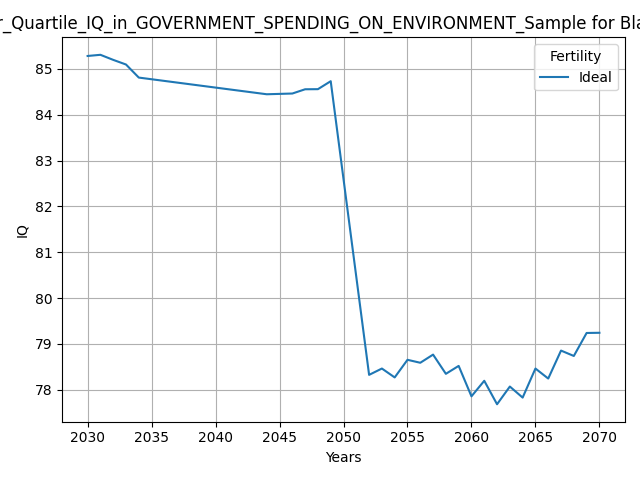 r_Quartile_IQ_in_GOVERNMENT_SPENDING_ON_ENVIRONMENT_Sample for Bla
Fertility
Ideal
85
84
83
82
81
80
79
78
IQ
2030 2035 2040 2045 2050 2055 2060 2065 2070
Years